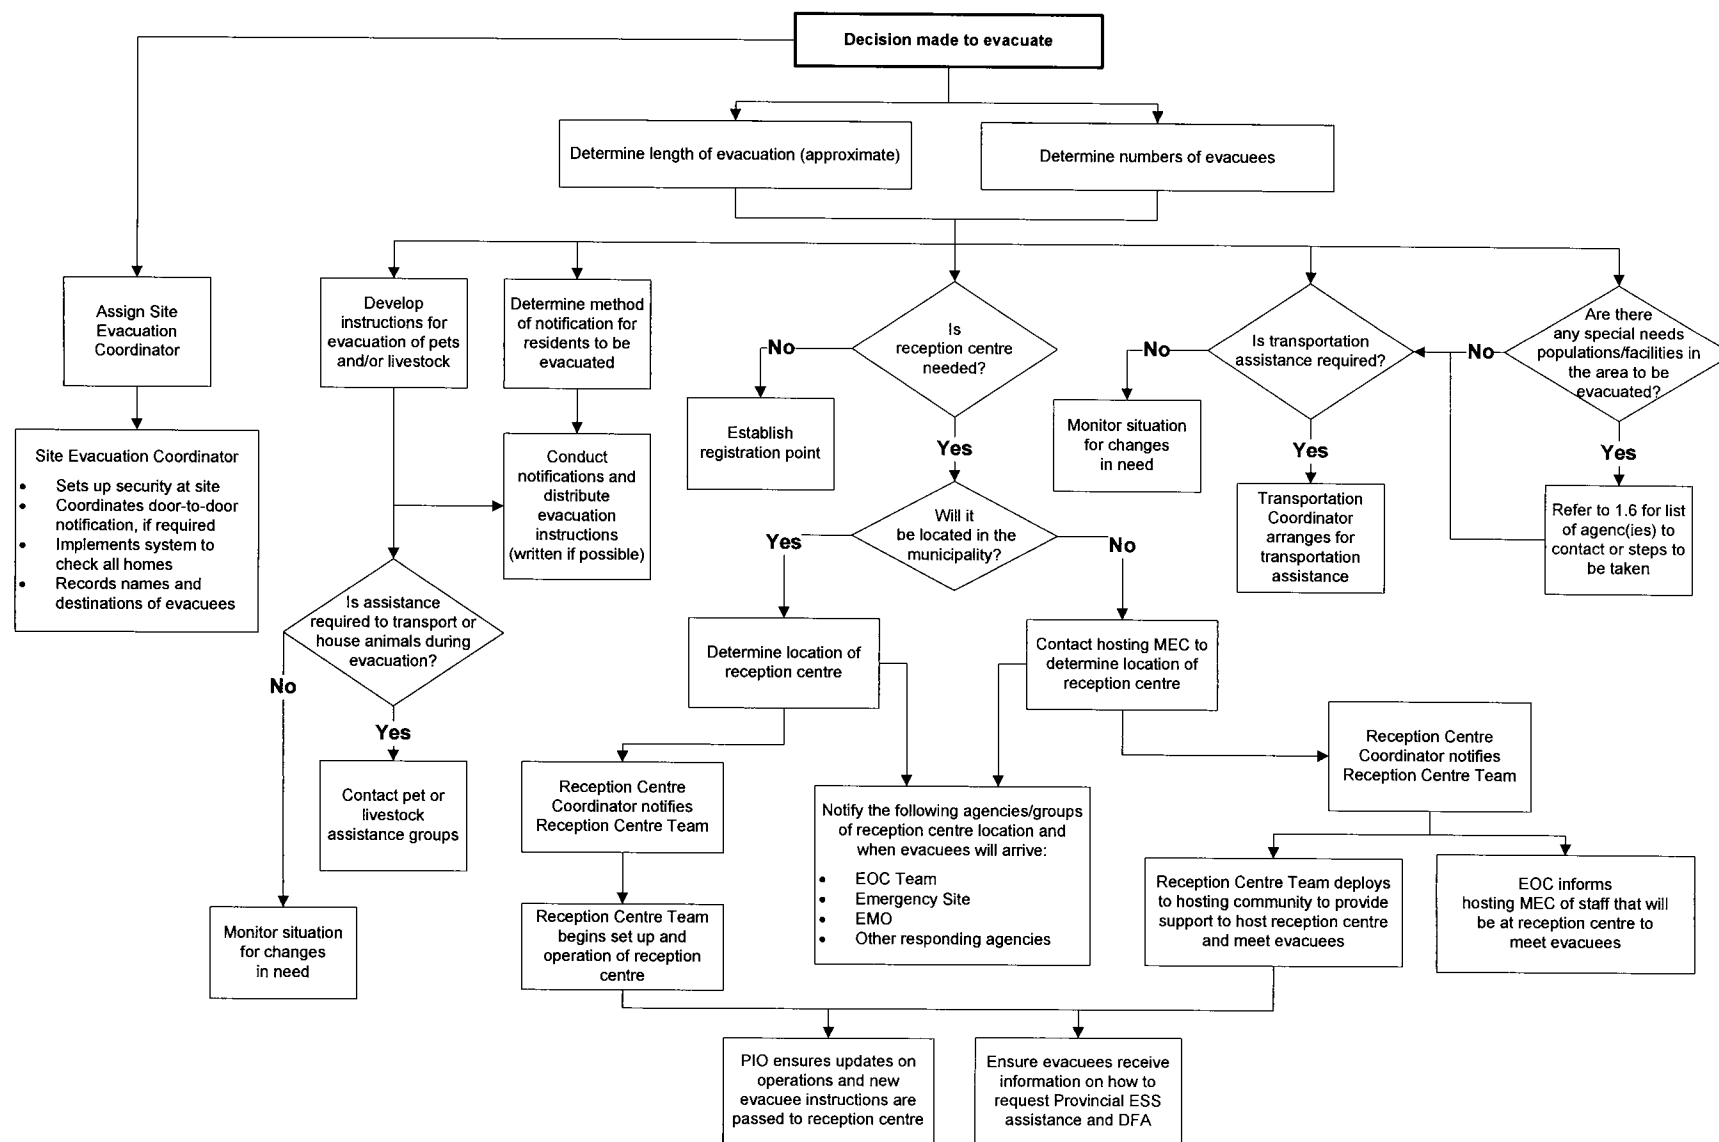 Decision made to evacuate
Determine length of evacuation (approximate)
Determine numbers of evacuees
Assign Site
Evacuation
Coordinator
Develop
instructions for
evacuation of pets
and/or livestock
Determine method
of notification for
residents to be
evacuated
Is
reception centre
needed?
Is transportation
assistance required?
Are there
any special needs
populations/facilities in
the area to be
evacuated?
No
No
No
Site Evacuation Coordinator
• Sets up security at site
• Coordinates door-to-door
notification, if required
• Implements system to
check all homes
• Records names and
destinations of evacuees
Conduct
notifications and
distribute
evacuation
instructions
(written if possible)
Establish
registration point
Yes
Monitor situation
for changes
in need
Yes
Yes
Will it
be located in the
municipality?
Yes
No
Transportation
Coordinator
arranges for
transportation
assistance
Refer to 1.6 for list
of agenc(ies) to
contact or steps to
be taken
Is assistance
required to transport or
house animals during
evacuation?
No
Yes
Determine location of
reception centre
Contact hosting MEC to
determine location of
reception centre
Contact pet or
livestock
assistance groups
Reception Centre
Coordinator notifies
Reception Centre Team
Notify the following agencies/groups
of reception centre location and
when evacuees will arrive:
• EOC Team
• Emergency Site
• EMO
• Other responding agencies
Reception Centre
Coordinator notifies
Reception Centre Team
Monitor situation
for changes
in need
Reception Centre Team
begins set up and
operation of reception
centre
Reception Centre Team deploys
to hosting community to provide
support to host reception centre
and meet evacuees
EOC informs
hosting MEC of staff that will
be at reception centre to
meet evacuees
PIO ensures updates on
operations and new
evacuee instructions are
passed to reception centre
Ensure evacuees receive
information on how to
request Provincial ESS
assistance and DFA